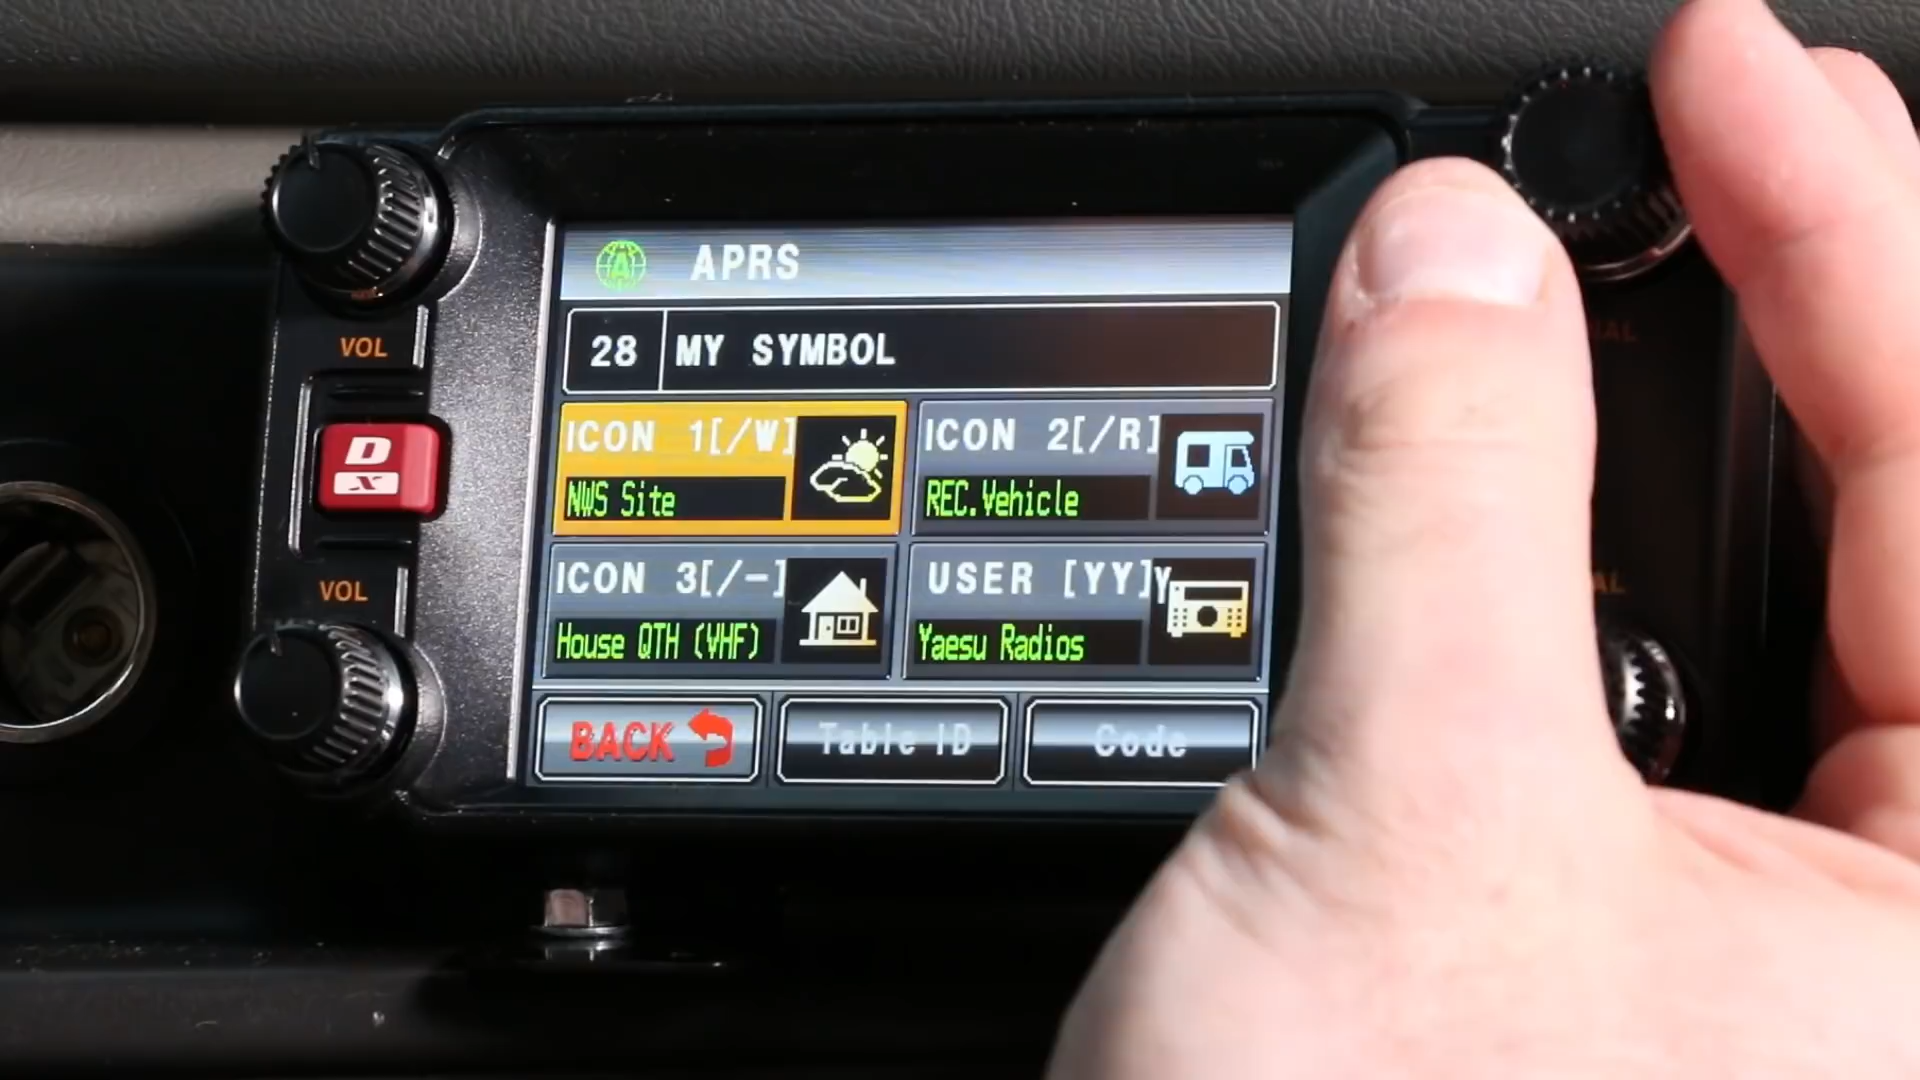 APRS
28 MY SYMBOL
ICON 1[/W]
NWS Site
ICON 2[/R]
REC.Vehicle
ICON 3[/-]
House QTH (VHF)
USER [YY]Y
Yaesu Radios
BACK
Table ID
Code
VOL
D
X
VOL